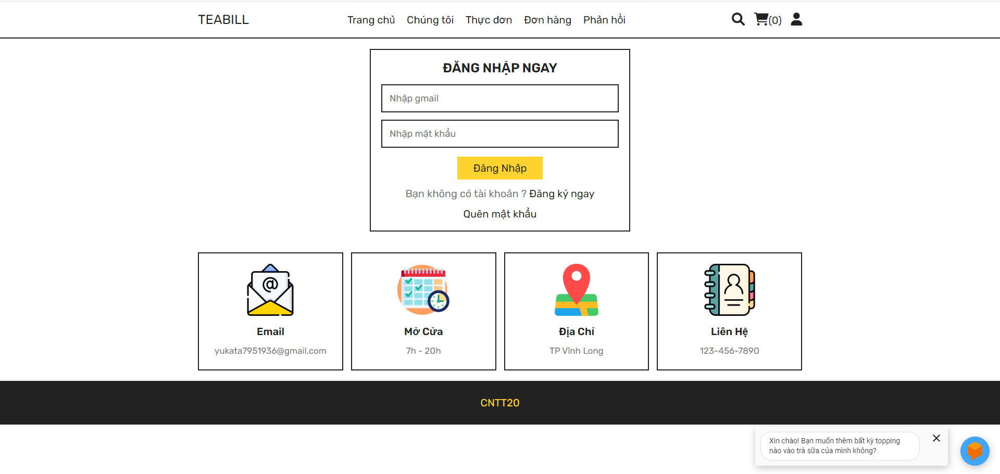 TEABILL
Trang chủ Chúng tôi Thực đơn Đơn hàng Phản hồi
(0)
ĐĂNG NHẬP NGAY
Nhập gmail
Nhập mật khẩu
Đăng Nhập
Bạn không có tài khoản ? Đăng ký ngay
Quên mật khẩu
@
Email
yukata7951936@gmail.com
Mở Cửa
7h - 20h
Địa Chỉ
TP Vĩnh Long
Liên Hệ
123-456-7890
CNTT20
Xin chào! Bạn muốn thêm bất kỳ topping
nào vào trà sữa của mình không?